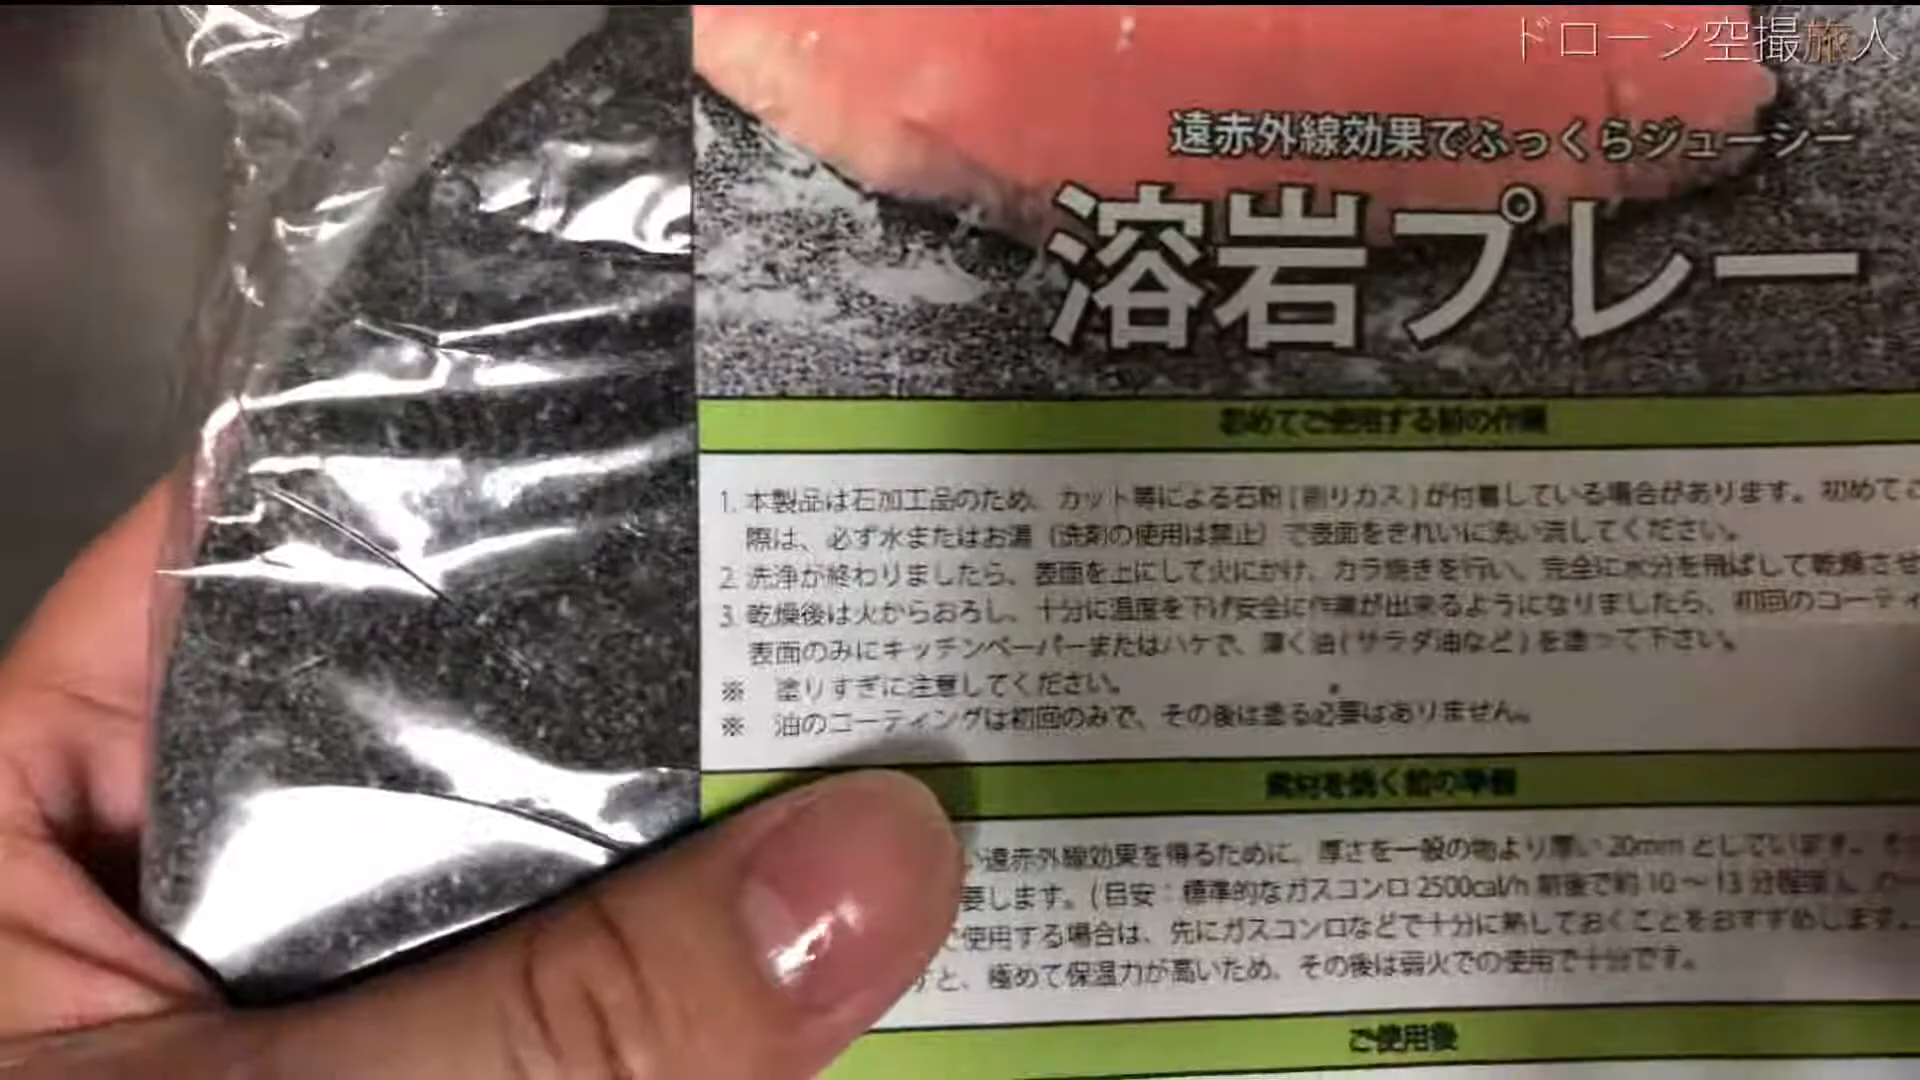 ドローン空撮旅人
遠赤外線効果でふっくらジューシー
溶岩プレー
初めてご使用する前の作業
1. 本製品は石加工品のため、カット等による石粉(削りカス)が付着している場合があります。初めてご
際は、必ず水またはお湯（洗剤の使用は禁止）で表面をきれいに洗い流してください。
2. 洗浄が終わりましたら、表面を上にして火にかけ、カラ焼きを行い、完全に水分を飛ばして乾燥させ
3. 乾燥後は火からおろし、十分に温度を下げ安全に作業が出来るようになりましたら、初回のコーティ
表面のみにキッチンペーパーまたはハケで、薄く油(サラダ油など)を塗って下さい。
※ 塗りすぎに注意してください。
※ 油のコーティングは初回のみで、その後は塗る必要はありません。
食材を焼く前の準備
い遠赤外線効果を得るために、厚さを一般の物より厚い20mmとしています。
要します。(目安：標準的なガスコンロ2500cal/h前後で約10〜13分程度)
で使用する場合は、先にガスコンロなどで十分に熱しておくことをおすすめします。
すと、極めて保温力が高いため、その後は弱火での使用で十分です。
ご使用後